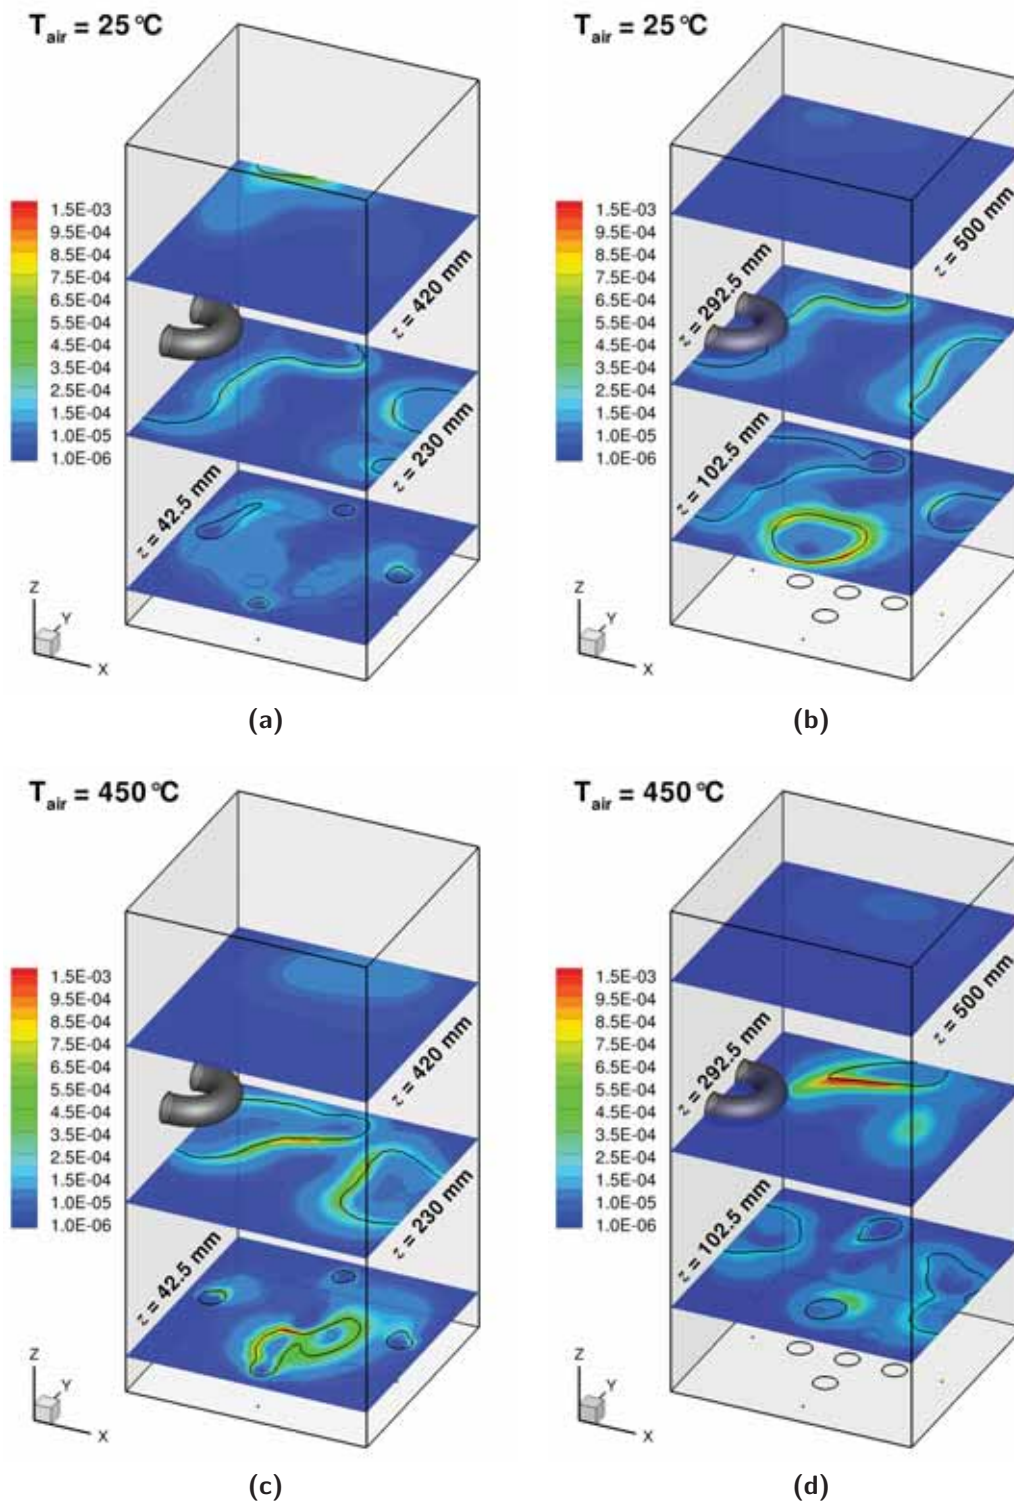 T_air = 25 °C
1.5E-03
9.5E-04
8.5E-04
7.5E-04
6.5E-04
5.5E-04
4.5E-04
3.5E-04
2.5E-04
1.5E-04
1.0E-05
1.0E-06
z = 420 mm
z = 230 mm
z = 42.5 mm
Z
Y
X
(a)
T_air = 25 °C
1.5E-03
9.5E-04
8.5E-04
7.5E-04
6.5E-04
5.5E-04
4.5E-04
3.5E-04
2.5E-04
1.5E-04
1.0E-05
1.0E-06
z = 500 mm
z = 292.5 mm
z = 102.5 mm
Z
Y
X
(b)
T_air = 450 °C
1.5E-03
9.5E-04
8.5E-04
7.5E-04
6.5E-04
5.5E-04
4.5E-04
3.5E-04
2.5E-04
1.5E-04
1.0E-05
1.0E-06
z = 420 mm
z = 230 mm
z = 42.5 mm
Z
Y
X
(c)
T_air = 450 °C
1.5E-03
9.5E-04
8.5E-04
7.5E-04
6.5E-04
5.5E-04
4.5E-04
3.5E-04
2.5E-04
1.5E-04
1.0E-05
1.0E-06
z = 500 mm
z = 292.5 mm
z = 102.5 mm
Z
Y
X
(d)